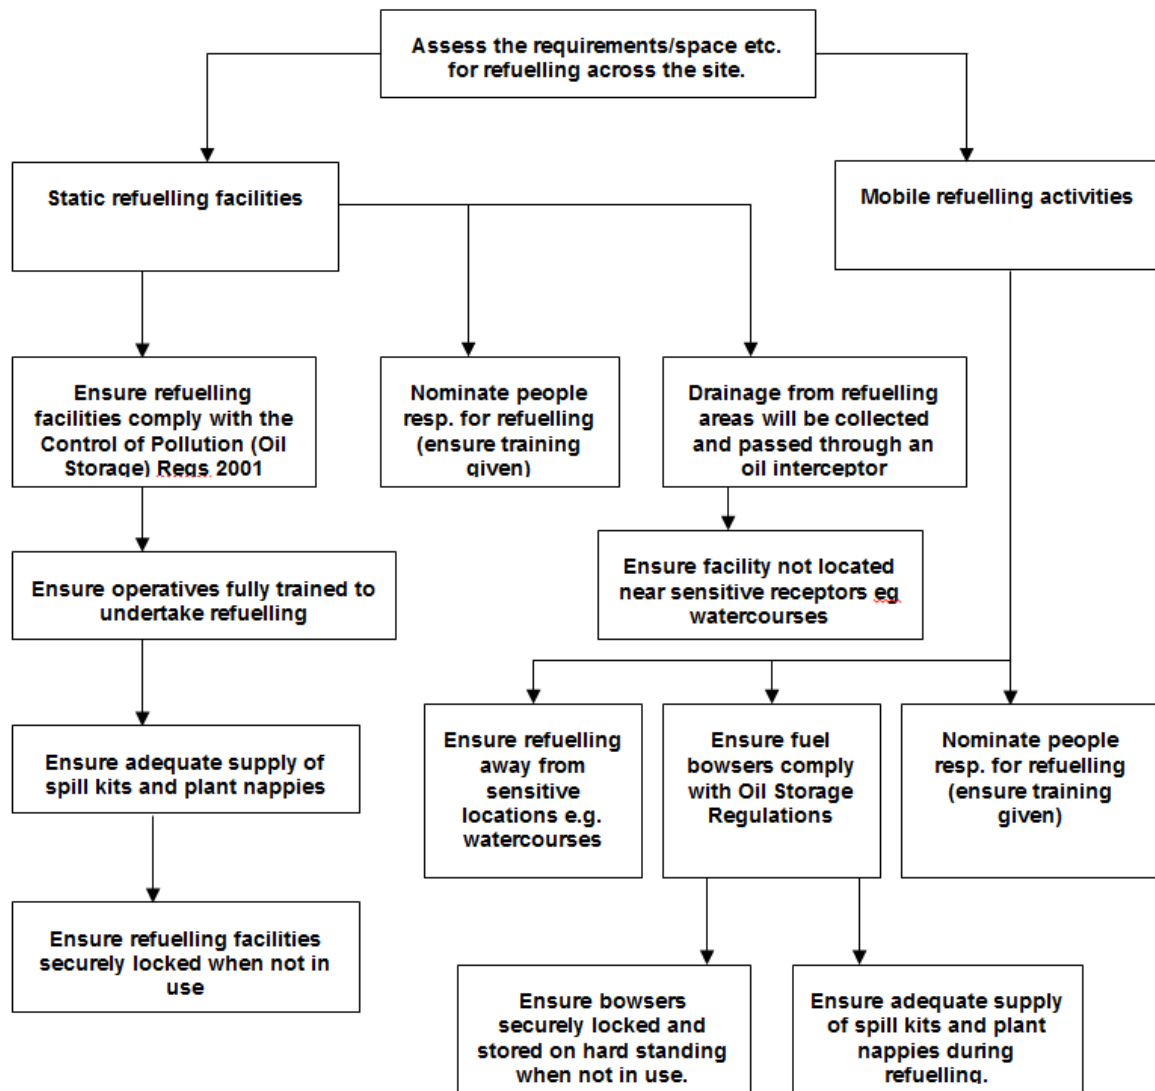 Assess the requirements/space etc.
for refuelling across the site.
Static refuelling facilities
Mobile refuelling activities
Ensure refuelling
facilities comply with the
Control of Pollution (Oil
Storage) Regs 2001
Nominate people
resp. for refuelling
(ensure training
given)
Drainage from refuelling
areas will be collected
and passed through an
oil interceptor
Ensure facility not located
near sensitive receptors eg
watercourses
Ensure operatives fully trained to
undertake refuelling
Ensure adequate supply of
spill kits and plant nappies
Ensure refuelling facilities
securely locked when not in
use
Ensure refuelling
away from
sensitive
locations e.g.
watercourses
Ensure fuel
bowsers comply
with Oil Storage
Regulations
Nominate people
resp. for refuelling
(ensure training
given)
Ensure bowsers
securely locked and
stored on hard standing
when not in use.
Ensure adequate supply
of spill kits and plant
nappies during
refuelling.